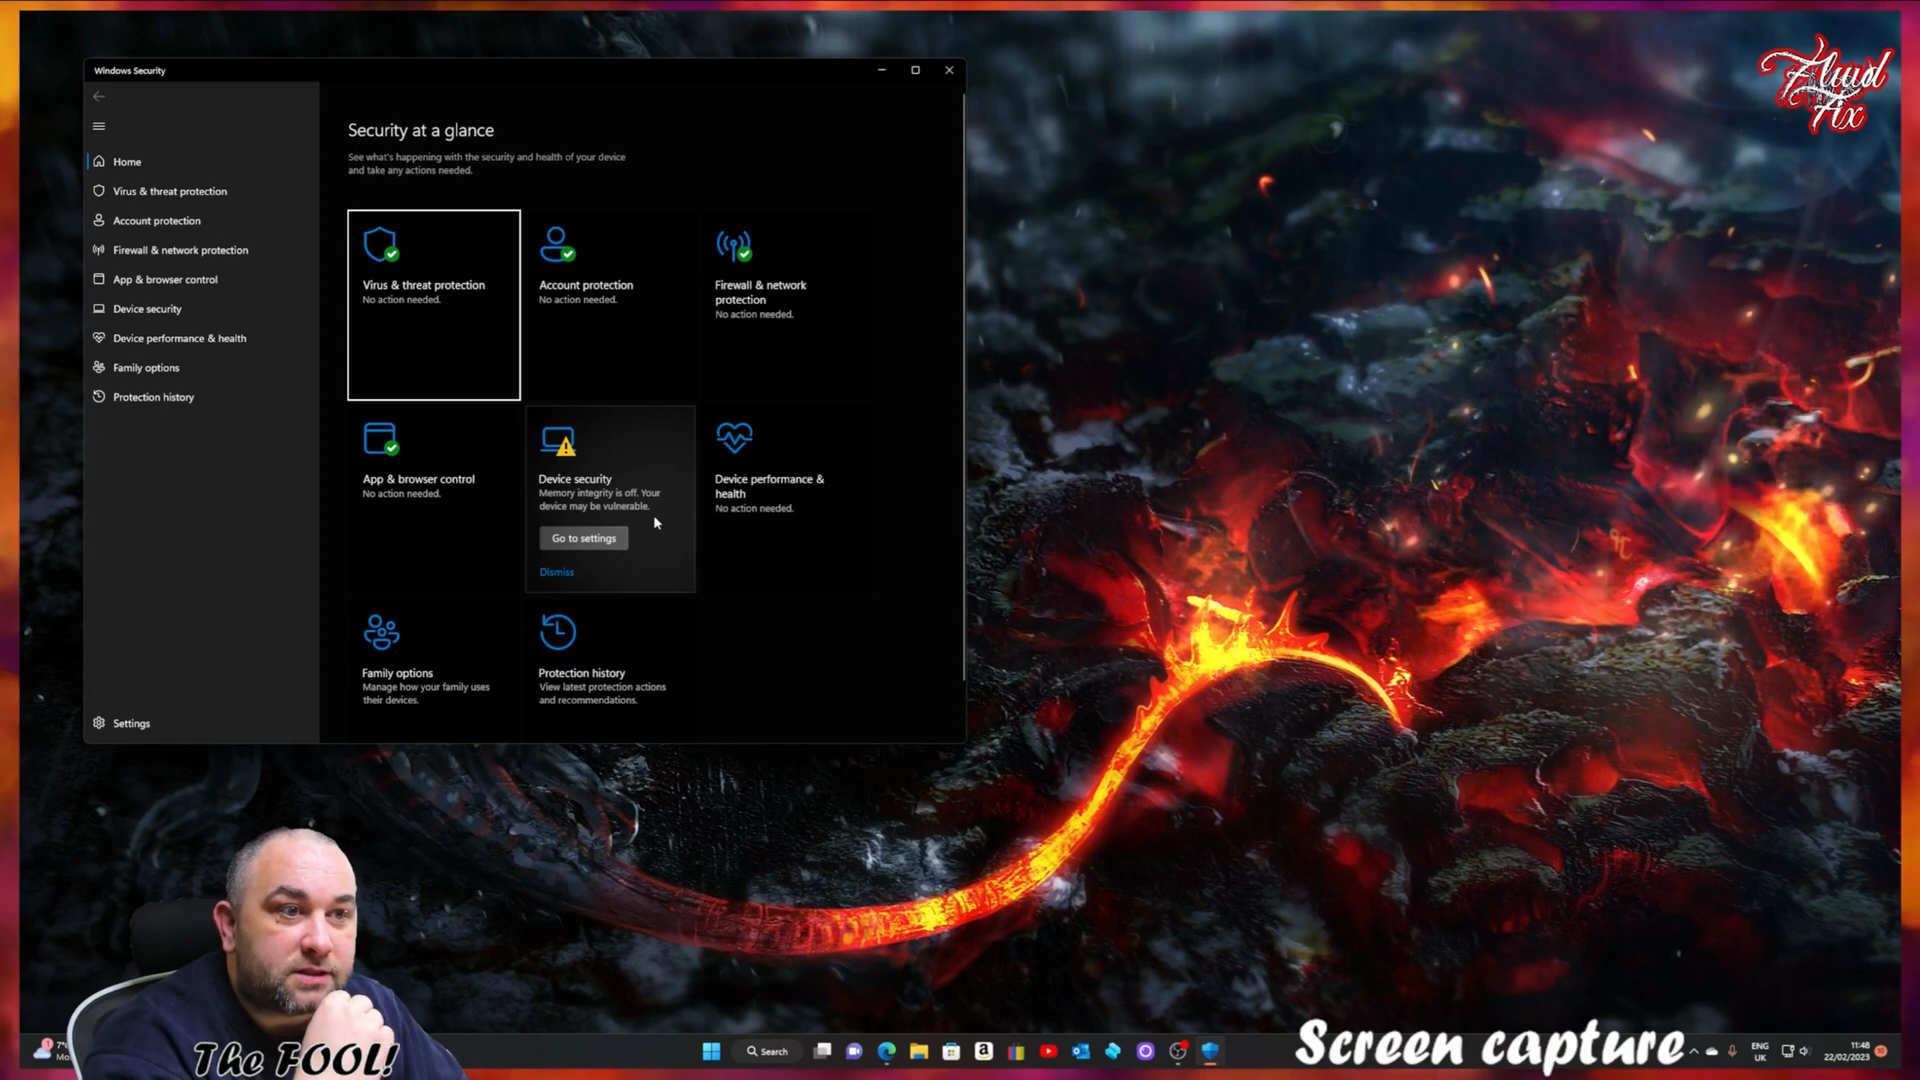 Windows Security
Home
Virus & threat protection
Account protection
Firewall & network protection
App & browser control
Device security
Device performance & health
Family options
Protection history
Settings
Security at a glance
See what's happening with the security and health of your device
and take any actions needed.
Virus & threat protection
No action needed.
Account protection
No action needed.
Firewall & network
protection
No action needed.
App & browser control
No action needed.
Device security
Memory integrity is off. Your
device may be vulnerable.
Go to settings
Dismiss
Device performance &
health
No action needed.
Family options
Manage how your family uses
their devices.
Protection history
View latest protection actions
and recommendations.
The FOOL!
Search
Screen capture
ENG
UK
11:48
22/02/2023